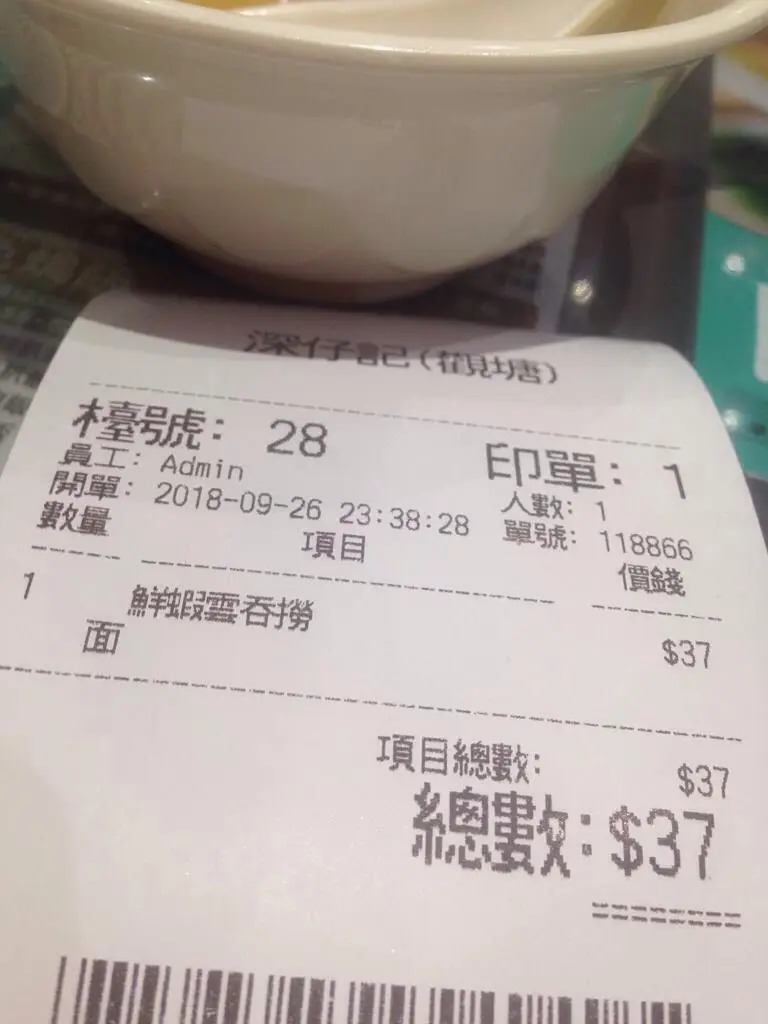 深仔記(觀塘)
檯號: 28 印單: 1
員工: Admin 人數: 1
開單: 2018-09-26 23:38:28 單號: 118866
數量 項目 價錢
1 鮮蝦雲吞撈 $37
面
項目總數: $37
總數: $37